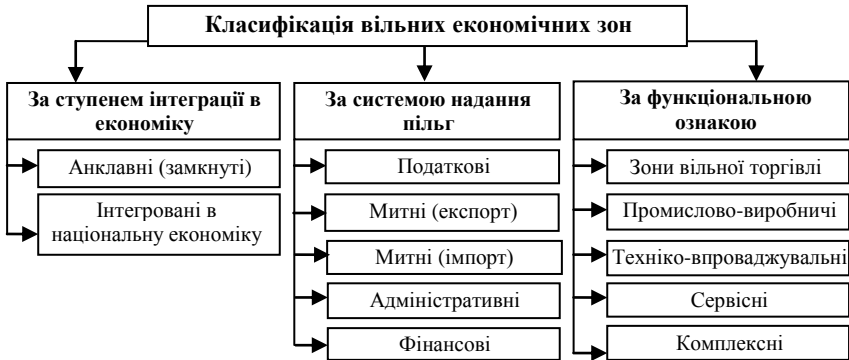 Класифікація вільних економічних зон
За ступенем інтеграції в
економіку
Анклавні (замкнуті)
Інтегровані в
національну економіку
За системою надання
пільг
Податкові
Митні (експорт)
Митні (імпорт)
Адміністративні
Фінансові
За функціональною
ознакою
Зони вільної торгівлі
Промислово-виробничі
Техніко-впроваджувальні
Сервісні
Комплексні